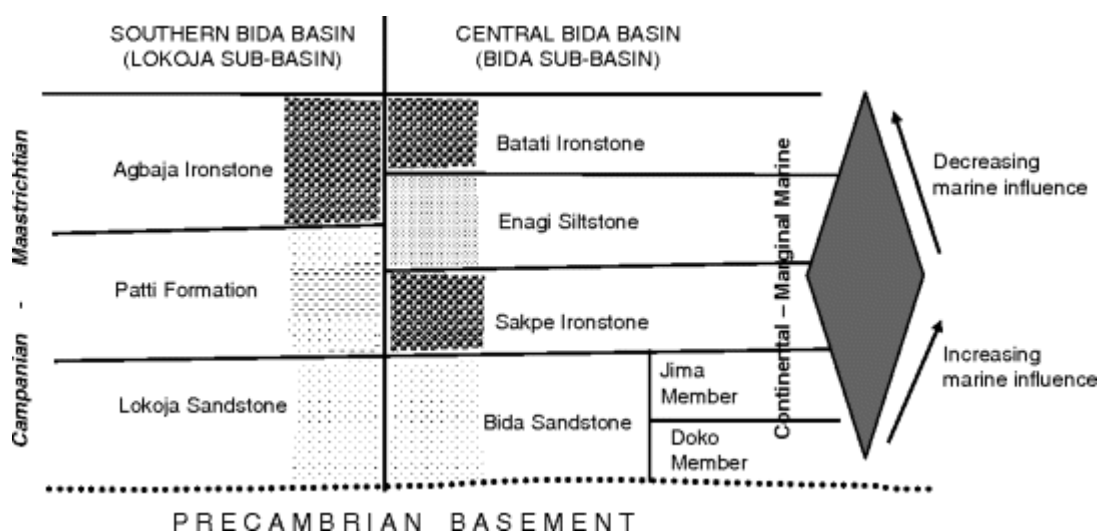 SOUTHERN BIDA BASIN
(LOKOJA SUB-BASIN)
CENTRAL BIDA BASIN
(BIDA SUB-BASIN)
Campanian - Maastrichtian
Agbaja Ironstone
Patti Formation
Lokoja Sandstone
Batati Ironstone
Enagi Siltstone
Sakpe Ironstone
Bida Sandstone
Jima
Member
Doko
Member
Continental – Marginal Marine
Decreasing
marine influence
Increasing
marine influence
PRECAMBRIAN BASEMENT